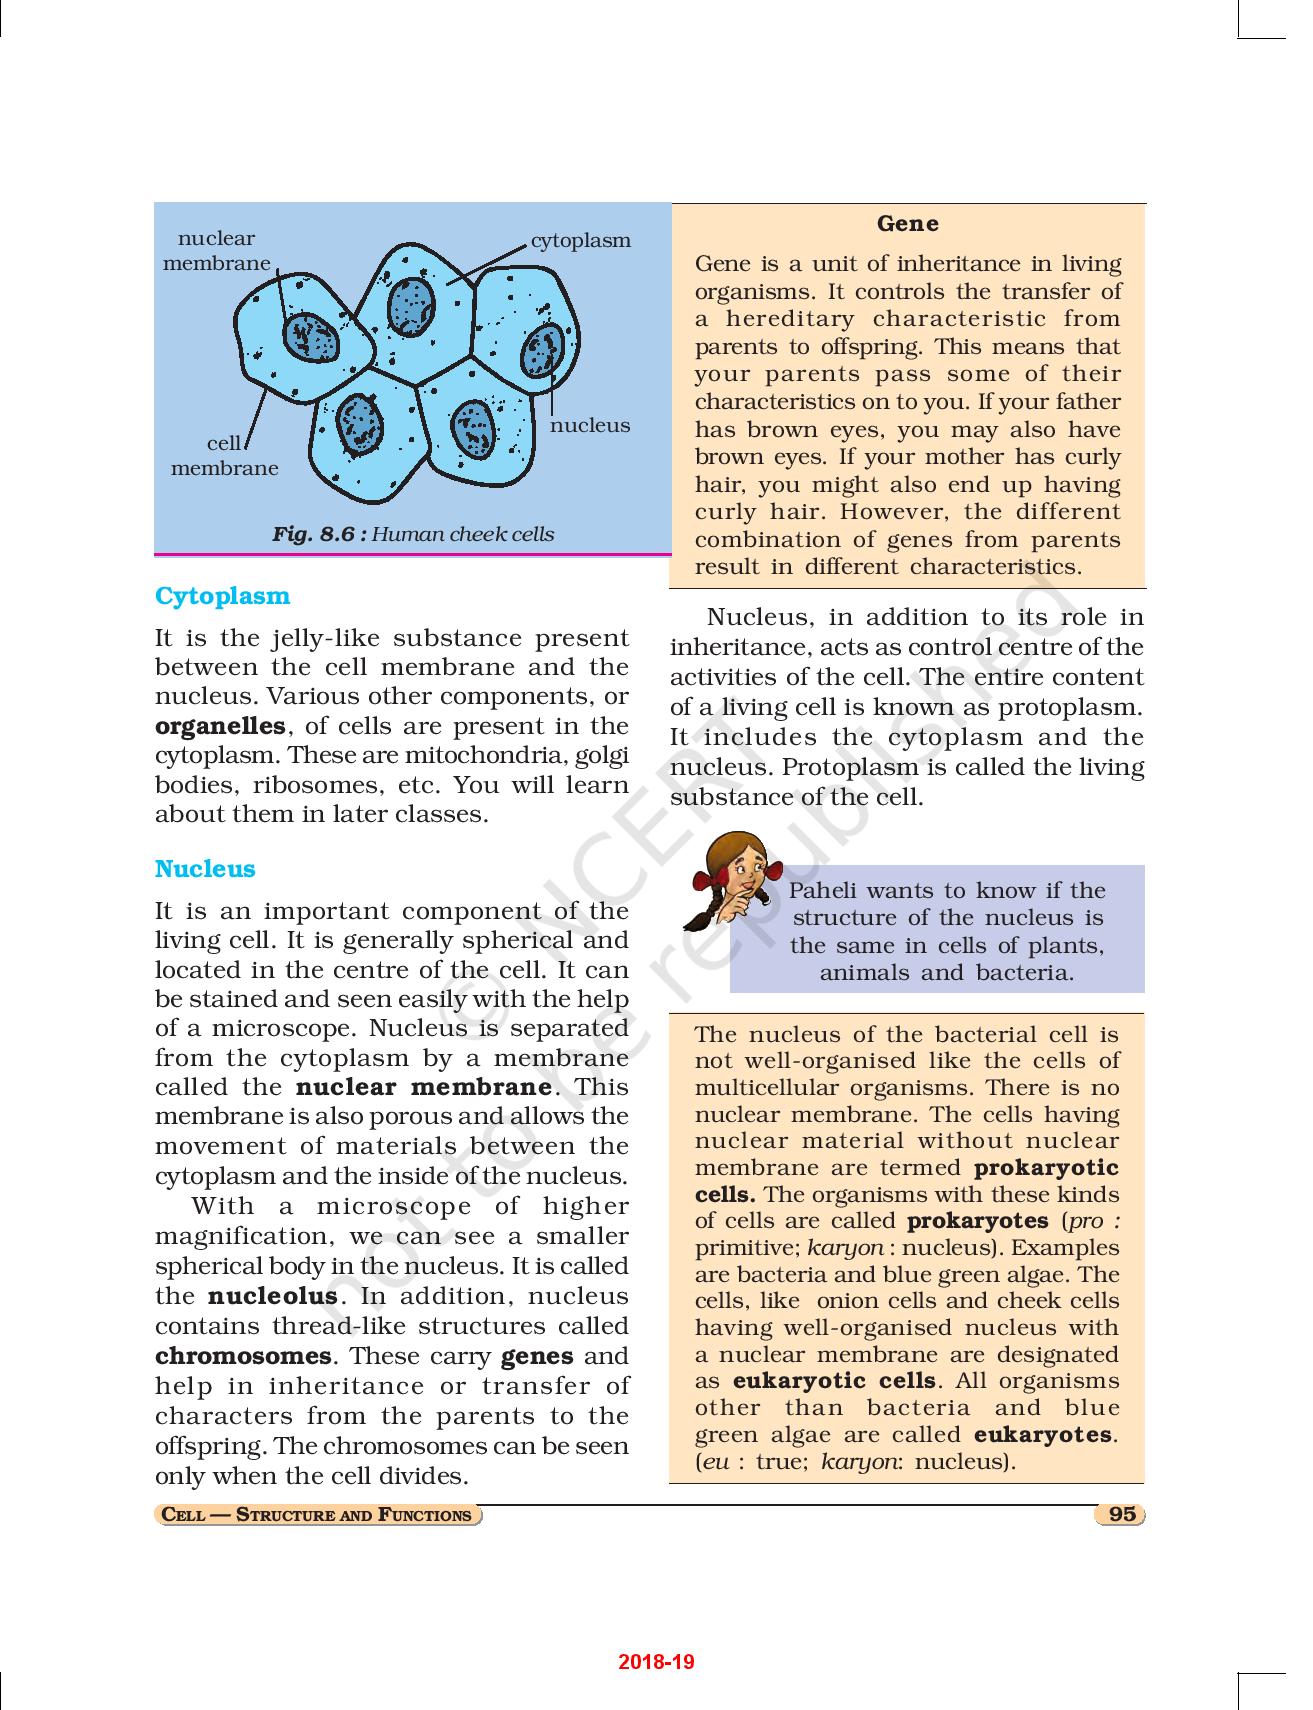 nuclear
membrane
cytoplasm
nucleus
cell
membrane
Fig. 8.6 : Human cheek cells
Cytoplasm
It is the jelly-like substance present
between the cell membrane and the
nucleus. Various other components, or
organelles, of cells are present in the
cytoplasm. These are mitochondria, golgi
bodies, ribosomes, etc. You will learn
about them in later classes.
Nucleus
It is an important component of the
living cell. It is generally spherical and
located in the centre of the cell. It can
be stained and seen easily with the help
of a microscope. Nucleus is separated
from the cytoplasm by a membrane
called the nuclear membrane. This
membrane is also porous and allows the
movement of materials between the
cytoplasm and the inside of the nucleus.
With a microscope of higher
magnification, we can see a smaller
spherical body in the nucleus. It is called
the nucleolus. In addition, nucleus
contains thread-like structures called
chromosomes. These carry genes and
help in inheritance or transfer of
characters from the parents to the
offspring. The chromosomes can be seen
only when the cell divides.
Gene
Gene is a unit of inheritance in living
organisms. It controls the transfer of
a hereditary characteristic from
parents to offspring. This means that
your parents pass some of their
characteristics on to you. If your father
has brown eyes, you may also have
brown eyes. If your mother has curly
hair, you might also end up having
curly hair. However, the different
combination of genes from parents
result in different characteristics.
Nucleus, in addition to its role in
inheritance, acts as control centre of the
activities of the cell. The entire content
of a living cell is known as protoplasm.
It includes the cytoplasm and the
nucleus. Protoplasm is called the living
substance of the cell.
Paheli wants to know if the
structure of the nucleus is
the same in cells of plants,
animals and bacteria.
The nucleus of the bacterial cell is
not well-organised like the cells of
multicellular organisms. There is no
nuclear membrane. The cells having
nuclear material without nuclear
membrane are termed prokaryotic
cells. The organisms with these kinds
of cells are called prokaryotes (pro :
primitive; karyon : nucleus). Examples
are bacteria and blue green algae. The
cells, like onion cells and cheek cells
having well-organised nucleus with
a nuclear membrane are designated
as eukaryotic cells. All organisms
other than bacteria and blue
green algae are called eukaryotes.
(eu : true; karyon: nucleus).
© NCERT
not to be republished
CELL — STRUCTURE AND FUNCTIONS
95
2018-19